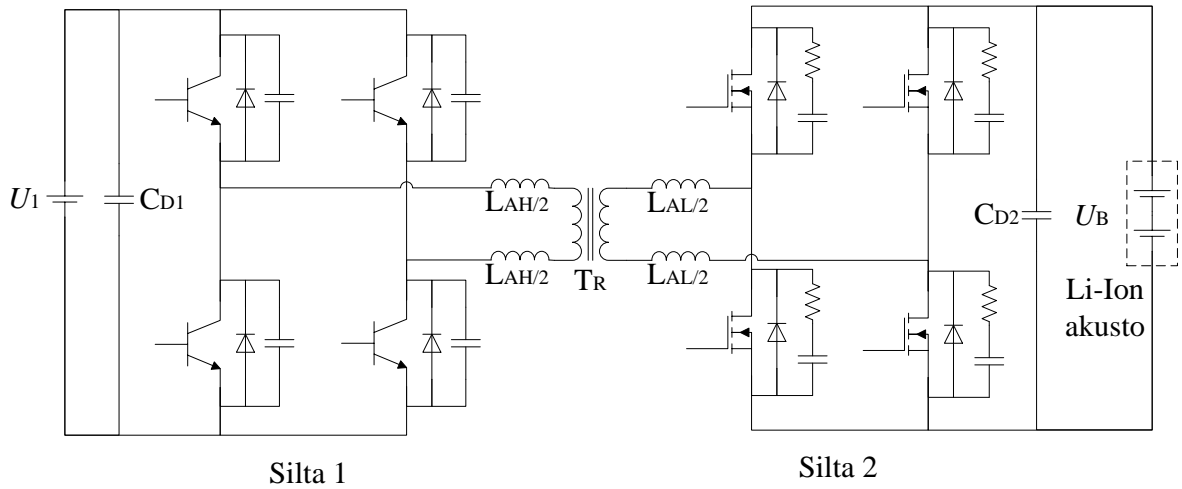 U1
CD1
LAH/2
LAH/2
TR
LAL/2
LAL/2
CD2
UB
Li-Ion
akusto
Silta 1
Silta 2